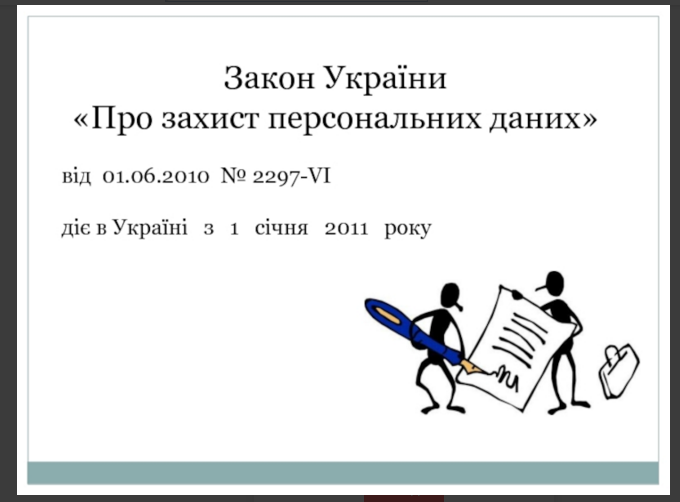 Закон України
«Про захист персональних даних»
від 01.06.2010 № 2297-VI
діє в Україні з 1 січня 2011 року